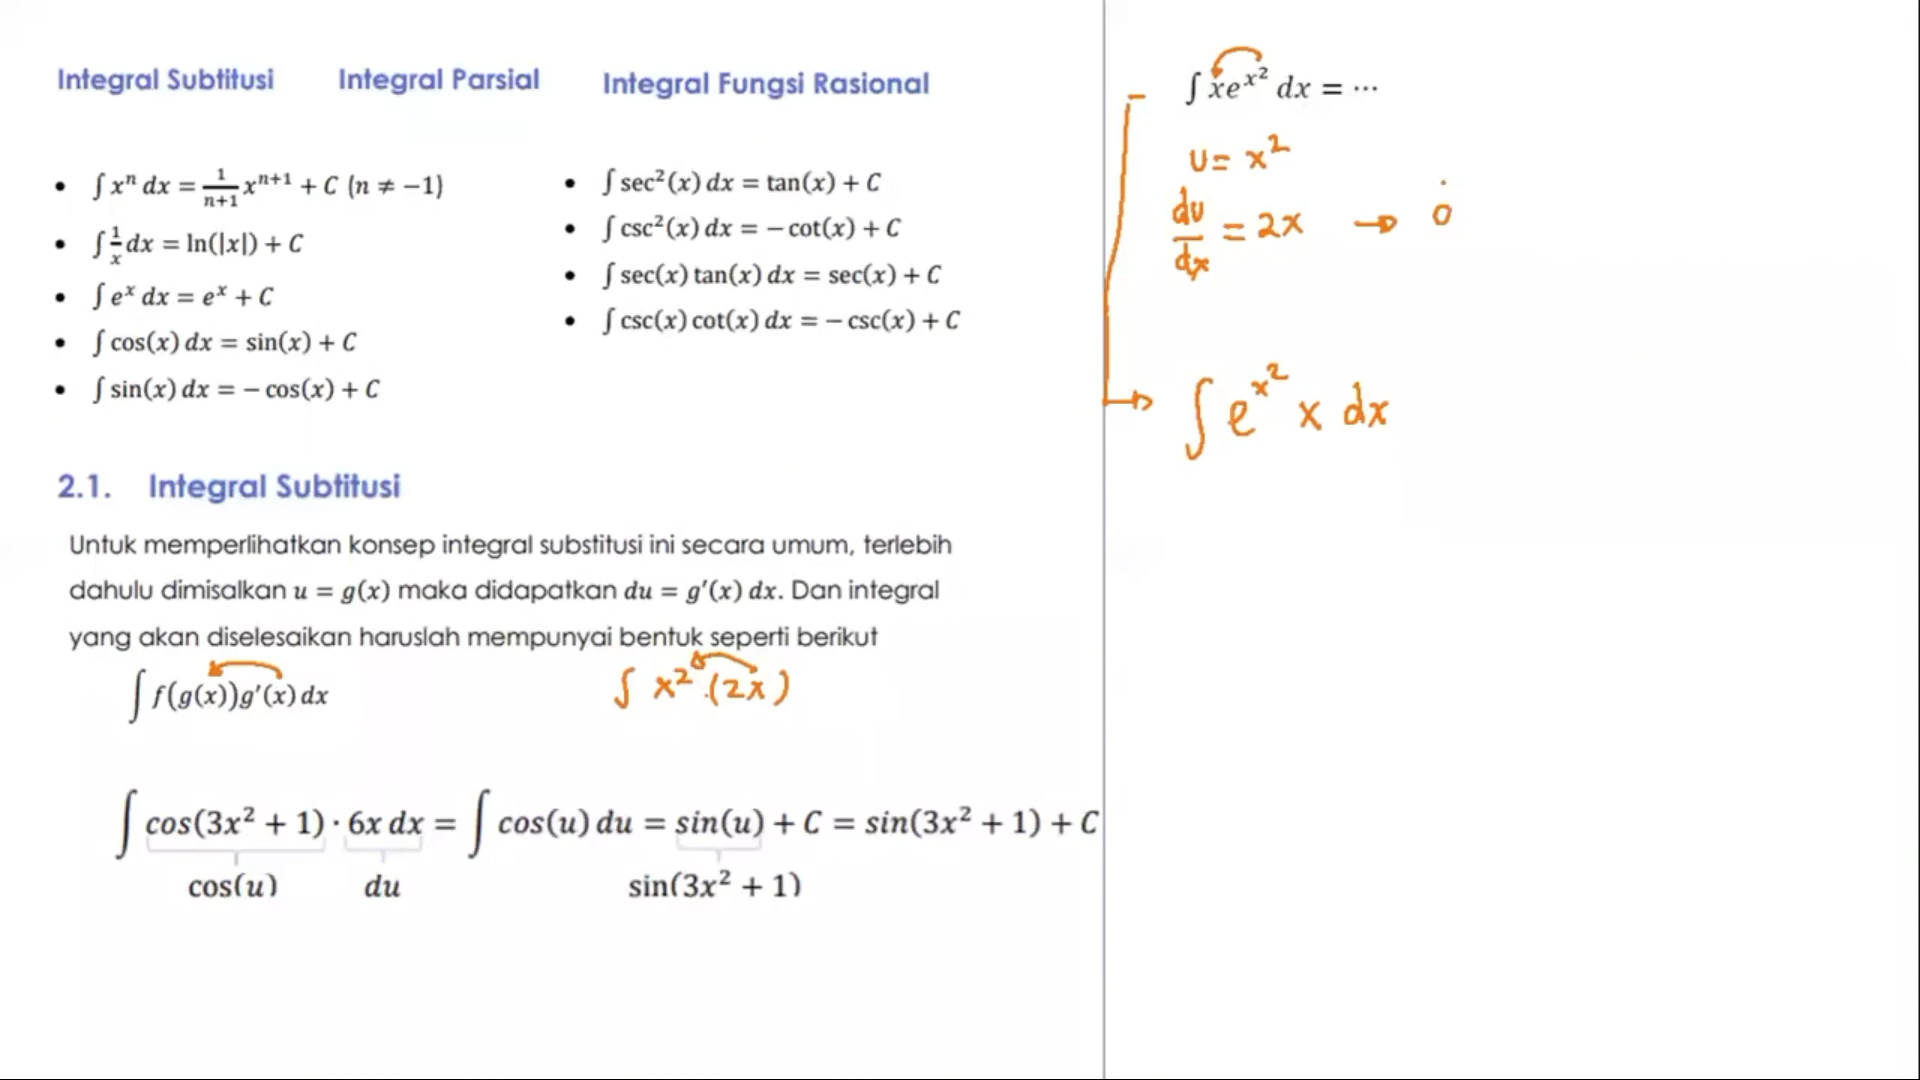 Integral Subtitusi Integral Parsial Integral Fungsi Rasional
• ∫ xⁿ dx = 1/(n+1) xⁿ⁺¹ + C (n ≠ −1)
• ∫ 1/x dx = ln(|x|) + C
• ∫ eˣ dx = eˣ + C
• ∫ cos(x) dx = sin(x) + C
• ∫ sin(x) dx = − cos(x) + C
• ∫ sec²(x) dx = tan(x) + C
• ∫ csc²(x) dx = − cot(x) + C
• ∫ sec(x) tan(x) dx = sec(x) + C
• ∫ csc(x) cot(x) dx = − csc(x) + C
2.1. Integral Subtitusi
Untuk memperlihatkan konsep integral substitusi ini secara umum, terlebih
dahulu dimisalkan u = g(x) maka didapatkan du = g′(x) dx. Dan integral
yang akan diselesaikan haruslah mempunyai bentuk seperti berikut
∫ f(g(x))g′(x) dx ∫ x² .(2x)
∫ cos(3x² + 1) · 6x dx = ∫ cos(u) du = sin(u) + C = sin(3x² + 1) + C
cos(u) du sin(3x² + 1)
∫ xe^x² dx = ⋯
u = x²
du/dx = 2x →
∫ e^x² x dx